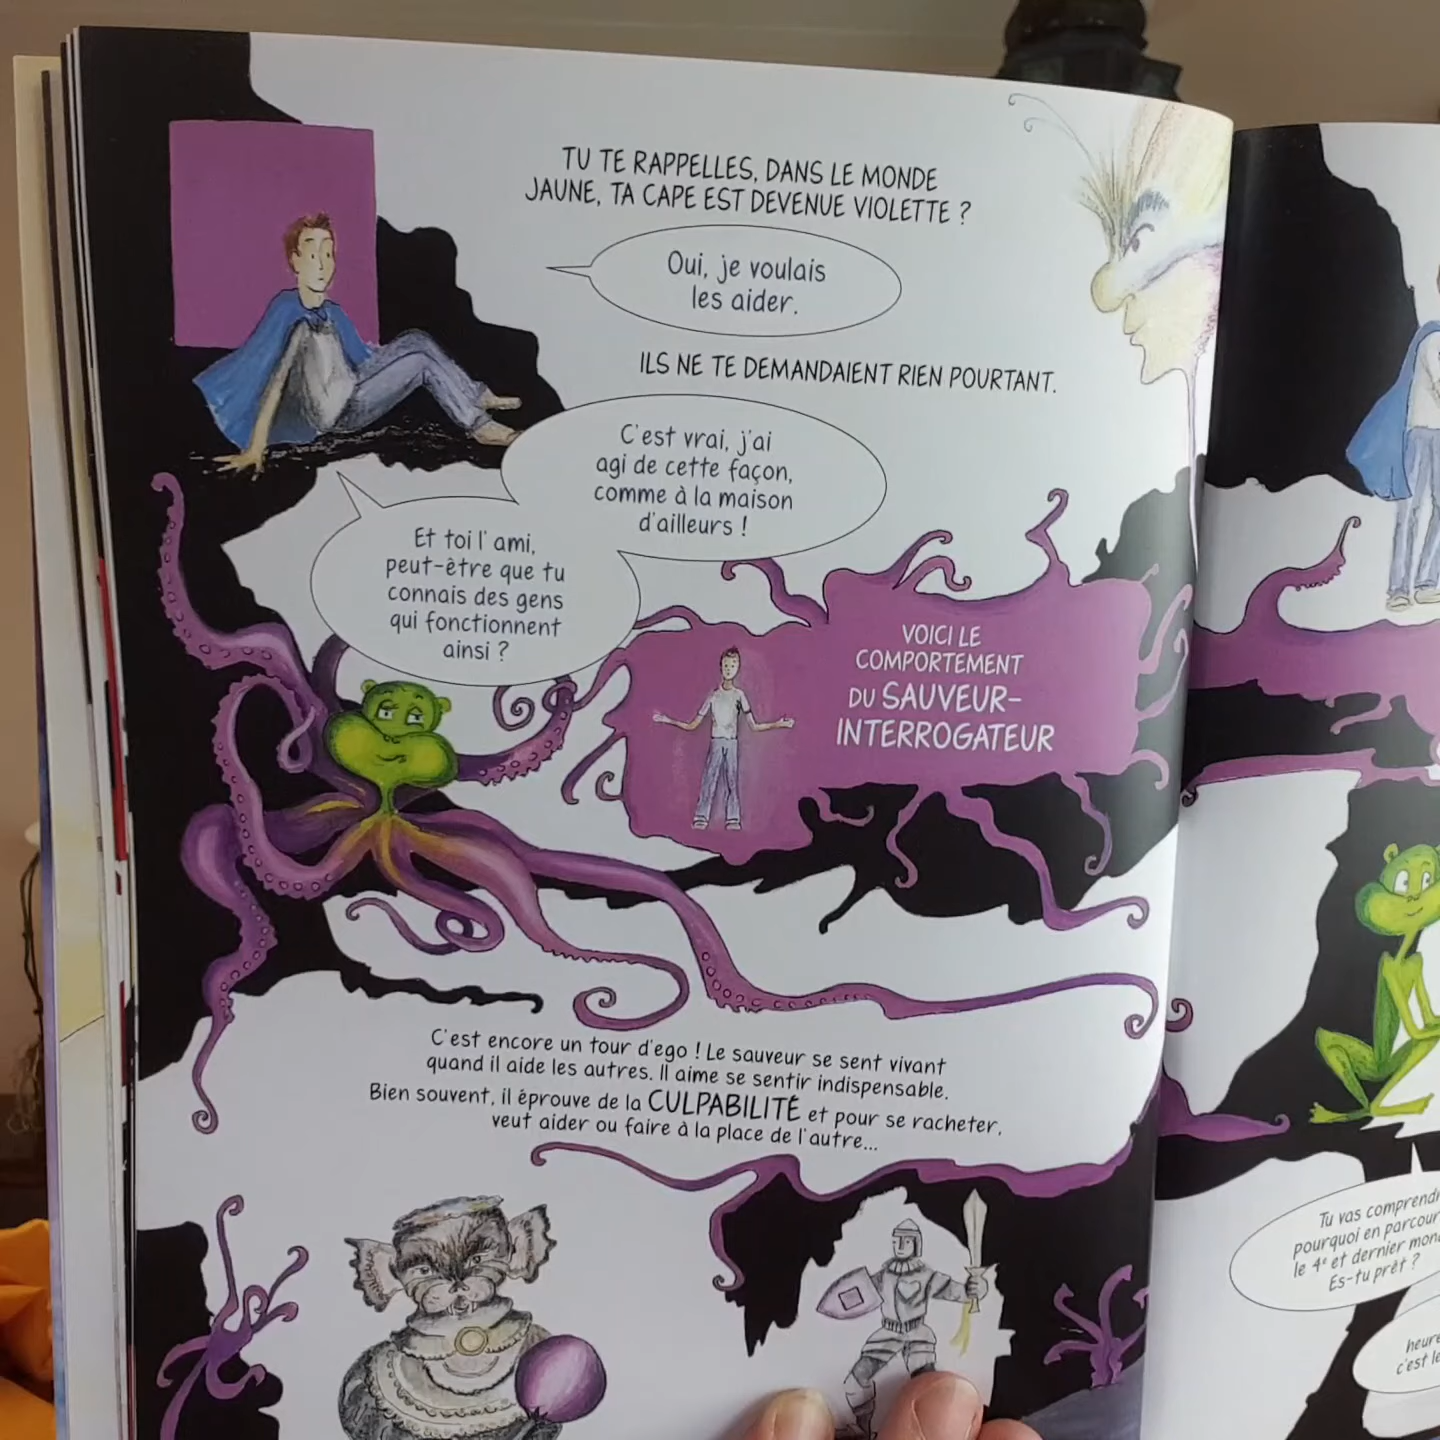 TU TE RAPPELLES, DANS LE MONDE
JAUNE, TA CAPE EST DEVENUE VIOLETTE ?
Oui, je voulais
les aider.
ILS NE TE DEMANDAIENT RIEN POURTANT.
C'est vrai, j'ai
agi de cette façon,
comme à la maison
d'ailleurs !
Et toi l'ami,
peut-être que tu
connais des gens
qui fonctionnent
ainsi ?
VOICI LE
COMPORTEMENT
DU SAUVEUR-
INTERROGATEUR
C'est encore un tour d'ego ! Le sauveur se sent vivant
quand il aide les autres. Il aime se sentir indispensable.
Bien souvent, il éprouve de la CULPABILITÉ et pour se racheter,
veut aider ou faire à la place de l'autre...
Tu vas
pourquoi en
le 4e et dernier
Es-tu prêt ?
c'est